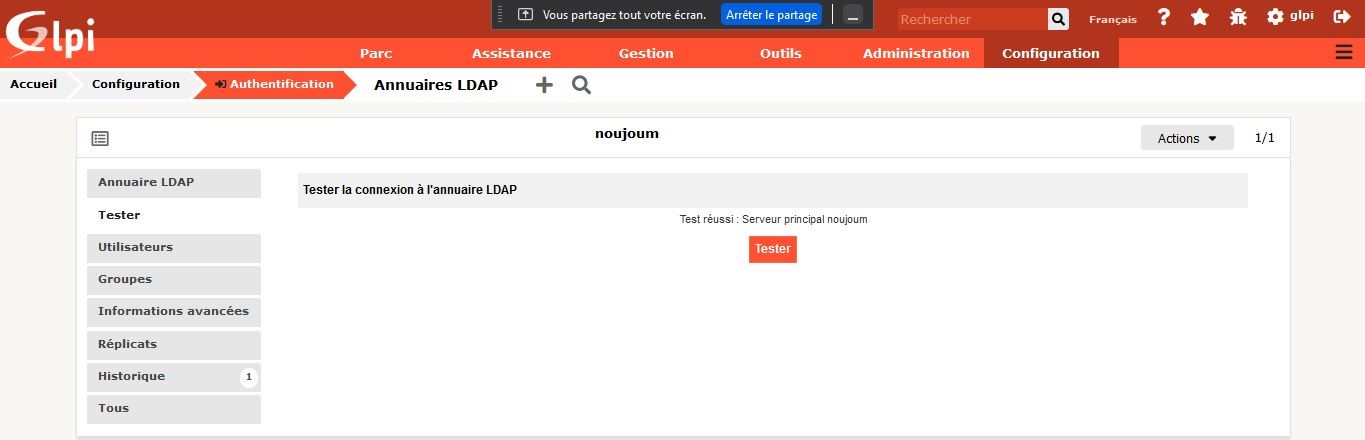 Glpi
Vous partagez tout votre écran. Arrêter le partage
Rechercher Français ? glpi
Parc Assistance Gestion Outils Administration Configuration
Accueil Configuration Authentification Annuaires LDAP
noujoum Actions 1/1
Annuaire LDAP
Tester
Utilisateurs
Groupes
Informations avancées
Réplicats
Historique 1
Tous
Tester la connexion à l'annuaire LDAP
Test réussi : Serveur principal noujoum
Tester